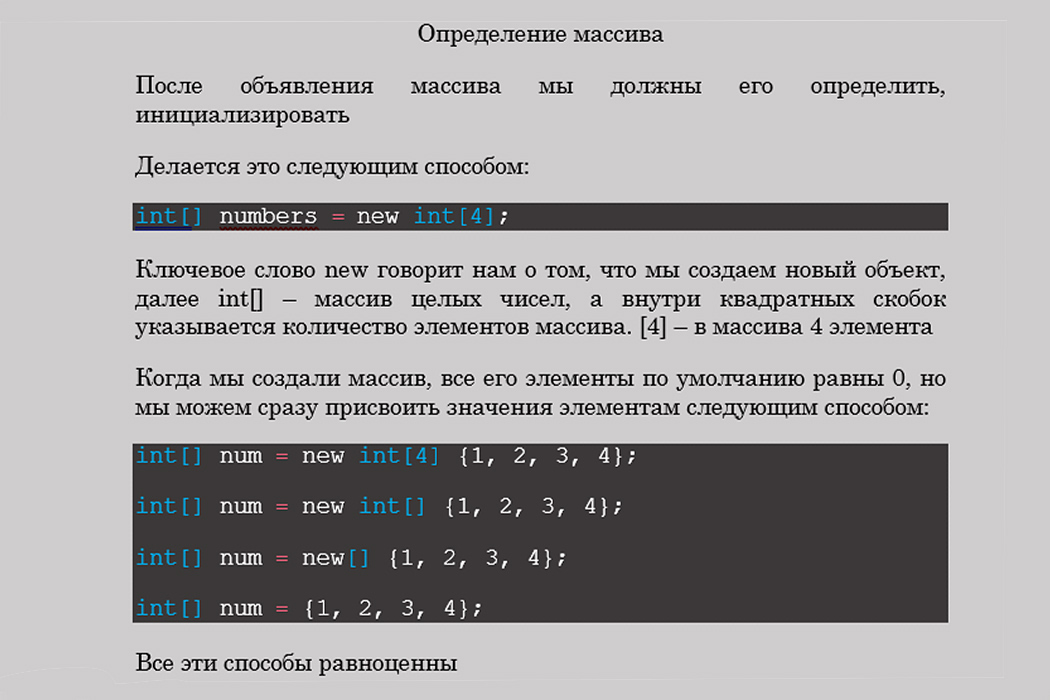 Определение массива
После объявления массива мы должны его определить,
инициализировать
Делается это следующим способом:
int[] numbers = new int[4];
Ключевое слово new говорит нам о том, что мы создаем новый объект,
далее int[] – массив целых чисел, а внутри квадратных скобок
указывается количество элементов массива. [4] – в массива 4 элемента
Когда мы создали массив, все его элементы по умолчанию равны 0, но
мы можем сразу присвоить значения элементам следующим способом:
int[] num = new int[4] {1, 2, 3, 4};
int[] num = new int[] {1, 2, 3, 4};
int[] num = new[] {1, 2, 3, 4};
int[] num = {1, 2, 3, 4};
Все эти способы равноценны